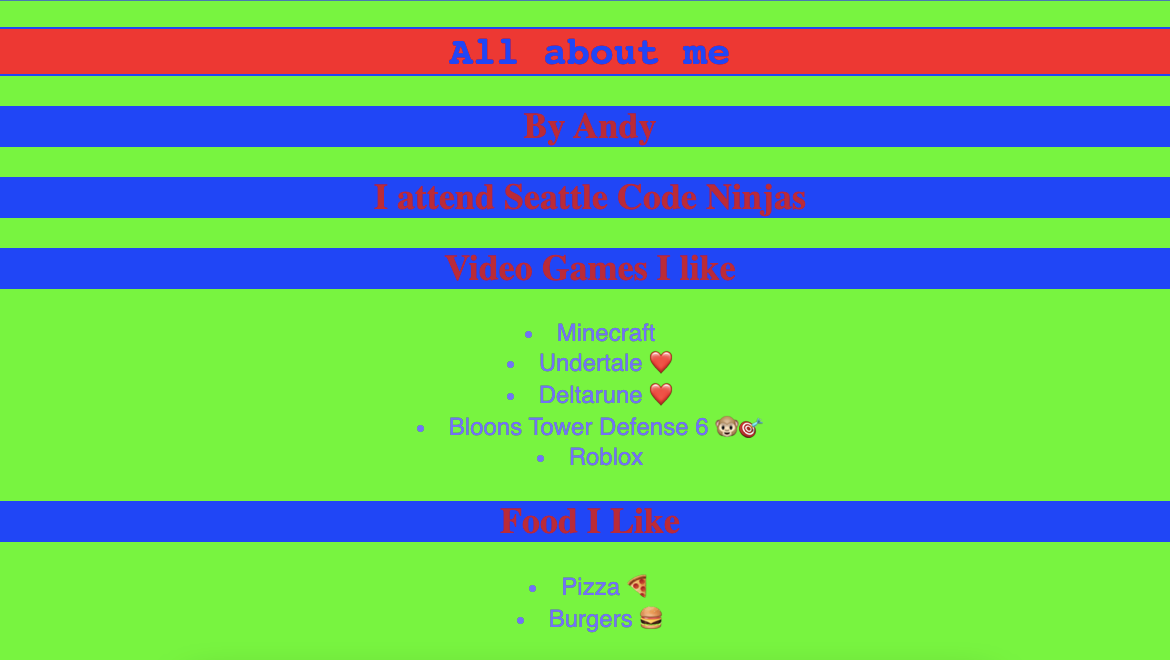 All about me
By Andy
I attend Seattle Code Ninjas
Video Games I like
• Minecraft
• Undertale ❤️
• Deltarune ❤️
• Bloons Tower Defense 6 🐵🎯
• Roblox
Food I Like
• Pizza 🍕
• Burgers 🍔